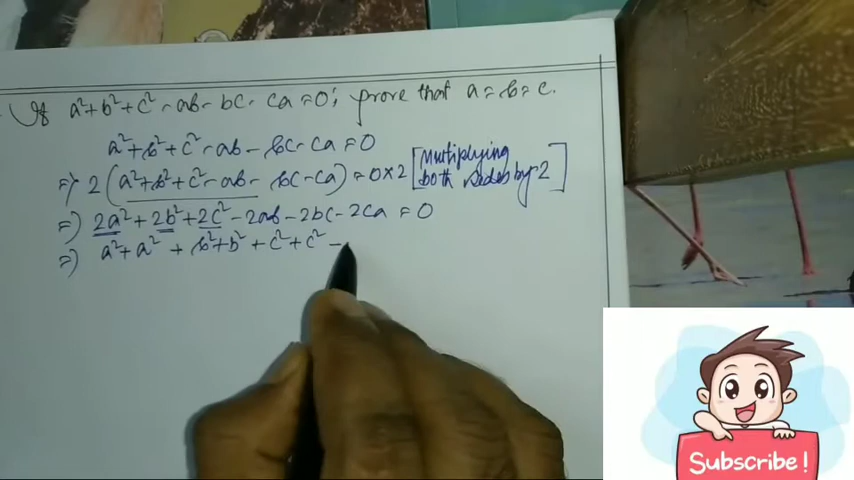 If a²+b²+c²-ab-bc-ca=0; prove that a=b=c.
a²+b²+c²-ab-bc-ca=0
⇒ 2(a²+b²+c²-ab-bc-ca)=0×2 [Multiplying both sides by 2]
⇒ 2a²+2b²+2c²-2ab-2bc-2ca=0
⇒ a²+a²+b²+b²+c²+c²-
Subscribe!